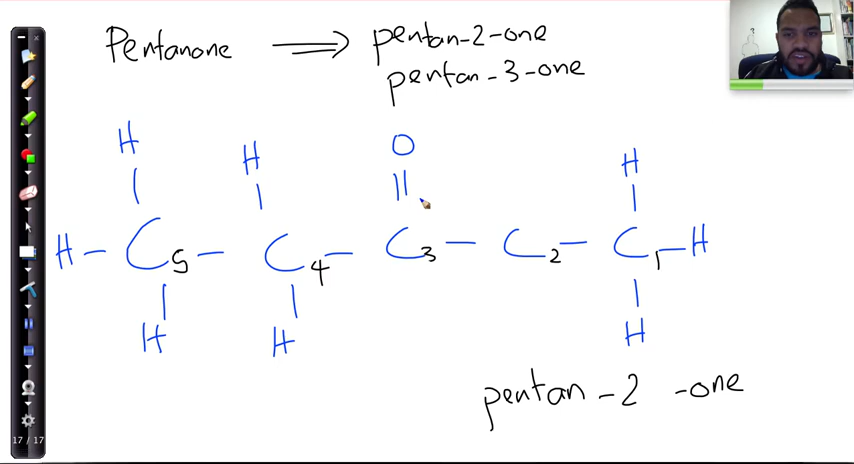 Pentanone ⟹ pentan-2-one
pentan-3-one
H H O H
H - C5 - C4 - C3 - C2 - C1 - H
H H H
pentan-2 -one
17 / 17